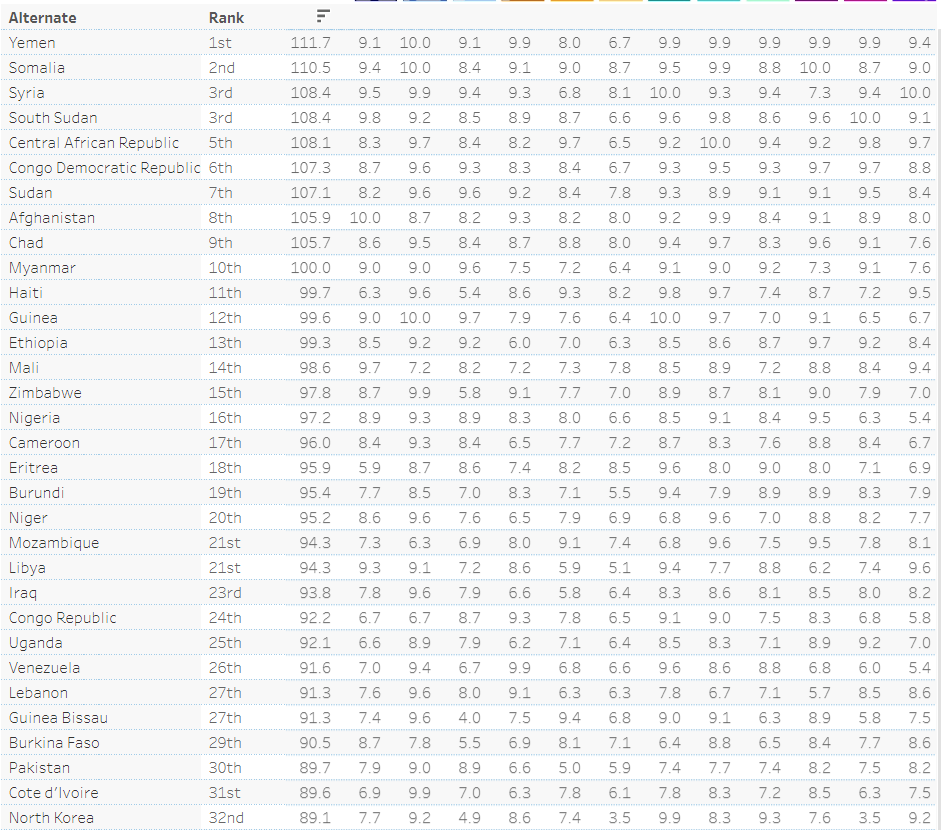 Alternate Rank
Yemen 1st 111.7 9.1 10.0 9.1 9.9 8.0 6.7 9.9 9.9 9.9 9.9 9.9 9.4
Somalia 2nd 110.5 9.4 10.0 8.4 9.1 9.0 8.7 9.5 9.9 8.8 10.0 8.7 9.0
Syria 3rd 108.4 9.5 9.9 9.4 9.3 6.8 8.1 10.0 9.3 9.4 7.3 9.4 10.0
South Sudan 3rd 108.4 9.8 9.2 8.5 8.9 8.7 6.6 9.6 9.8 8.6 9.6 10.0 9.1
Central African Republic 5th 108.1 8.3 9.7 8.4 8.2 9.7 6.5 9.2 10.0 9.4 9.2 9.8 9.7
Congo Democratic Republic 6th 107.3 8.7 9.6 9.3 8.3 8.4 6.7 9.3 9.5 9.3 9.7 9.7 8.8
Sudan 7th 107.1 8.2 9.6 9.6 9.2 8.4 7.8 9.3 8.9 9.1 9.1 9.5 8.4
Afghanistan 8th 105.9 10.0 8.7 8.2 9.3 8.2 8.0 9.2 9.9 8.4 9.1 8.9 8.0
Chad 9th 105.7 8.6 9.5 8.4 8.7 8.8 8.0 9.4 9.7 8.3 9.6 9.1 7.6
Myanmar 10th 100.0 9.0 9.0 9.6 7.5 7.2 6.4 9.1 9.0 9.2 7.3 9.1 7.6
Haiti 11th 99.7 6.3 9.6 5.4 8.6 9.3 8.2 9.8 9.7 7.4 8.7 7.2 9.5
Guinea 12th 99.6 9.0 10.0 9.7 7.9 7.6 6.4 10.0 9.7 7.0 9.1 6.5 6.7
Ethiopia 13th 99.3 8.5 9.2 9.2 6.0 7.0 6.3 8.5 8.6 8.7 9.7 9.2 8.4
Mali 14th 98.6 9.7 7.2 8.2 7.2 7.3 7.8 8.5 8.9 7.2 8.8 8.4 9.4
Zimbabwe 15th 97.8 8.7 9.9 5.8 9.1 7.7 7.0 8.9 8.7 8.1 9.0 7.9 7.0
Nigeria 16th 97.2 8.9 9.3 8.9 8.3 8.0 6.6 8.5 9.1 8.4 9.5 6.3 5.4
Cameroon 17th 96.0 8.4 9.3 8.4 6.5 7.7 7.2 8.7 8.3 7.6 8.8 8.4 6.7
Eritrea 18th 95.9 5.9 8.7 8.6 7.4 8.2 8.5 9.6 8.0 9.0 8.0 7.1 6.9
Burundi 19th 95.4 7.7 8.5 7.0 8.3 7.1 5.5 9.4 7.9 8.9 8.9 8.3 7.9
Niger 20th 95.2 8.6 9.6 7.6 6.5 7.9 6.9 6.8 9.6 7.0 8.8 8.2 7.7
Mozambique 21st 94.3 7.3 6.3 6.9 8.0 9.1 7.4 6.8 9.6 7.5 9.5 7.8 8.1
Libya 21st 94.3 9.3 9.1 7.2 8.6 5.9 5.1 9.4 7.7 8.8 6.2 7.4 9.6
Iraq 23rd 93.8 7.8 9.6 7.9 6.6 5.8 6.4 8.3 8.6 8.1 8.5 8.0 8.2
Congo Republic 24th 92.2 6.7 6.7 8.7 9.3 7.8 6.5 9.1 9.0 7.5 8.3 6.8 5.8
Uganda 25th 92.1 6.6 8.9 7.9 6.2 7.1 6.4 8.5 8.3 7.1 8.9 9.2 7.0
Venezuela 26th 91.6 7.0 9.4 6.7 9.9 6.8 6.6 9.6 8.6 8.8 6.8 6.0 5.4
Lebanon 27th 91.3 7.6 9.6 8.0 9.1 6.3 6.3 7.8 6.7 7.1 5.7 8.5 8.6
Guinea Bissau 27th 91.3 7.4 9.6 4.0 7.5 9.4 6.8 9.0 9.1 6.3 8.9 5.8 7.5
Burkina Faso 29th 90.5 8.7 7.8 5.5 6.9 8.1 7.1 6.4 8.8 6.5 8.4 7.7 8.6
Pakistan 30th 89.7 7.9 9.0 8.9 6.6 5.0 5.9 7.4 7.7 7.4 8.2 7.5 8.2
Cote d'Ivoire 31st 89.6 6.9 9.9 7.0 6.3 7.8 6.1 7.8 8.3 7.2 8.5 6.3 7.5
North Korea 32nd 89.1 7.7 9.2 4.9 8.6 7.4 3.5 9.9 8.3 9.3 7.6 3.5 9.2